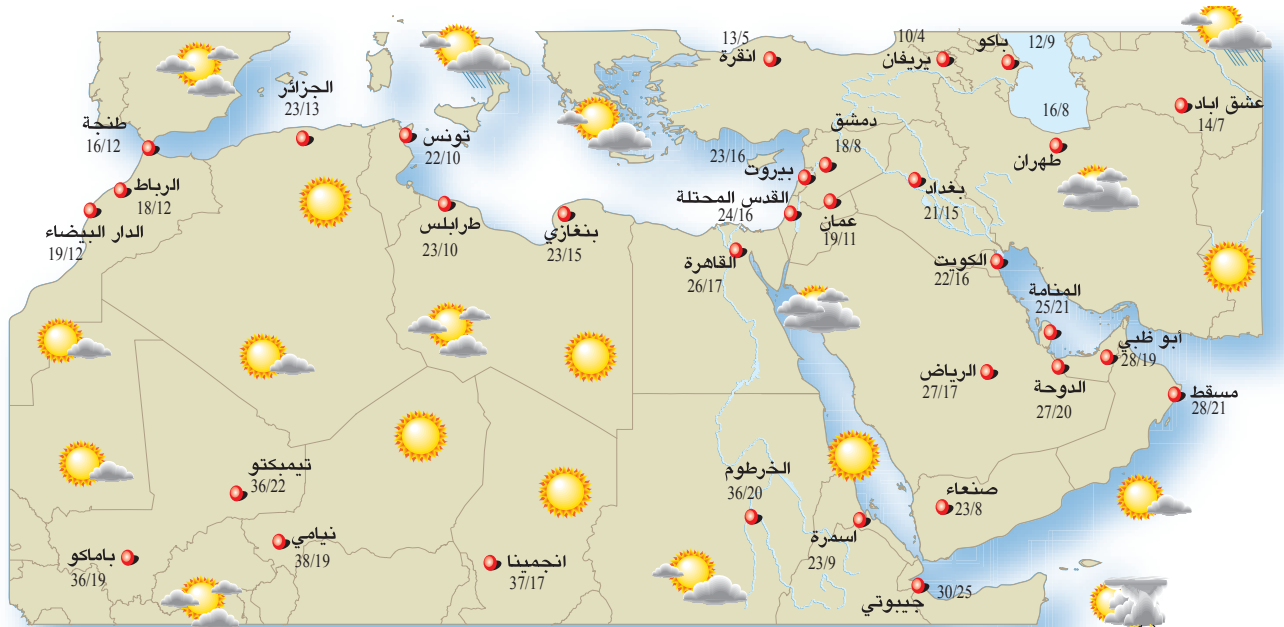 13/5
انقرة
10/4
يريفان
باكو
12/9
عشق اباد
14/7
16/8
طهران
دمشق
18/8
23/16
بيروت
بغداد
21/15
القدس المحتلة
24/16
عمان
19/11
القاهرة
26/17
الكويت
22/16
المنامة
25/21
أبو ظبي
28/19
الدوحة
27/20
مسقط
28/21
الرياض
27/17
صنعاء
23/8
الخرطوم
36/20
اسمرة
23/9
جيبوتي
30/25
الجزائر
23/13
طنجة
16/12
تونس
22/10
الرباط
18/12
الدار البيضاء
19/12
طرابلس
23/10
بنغازي
23/15
تيمبكتو
36/22
نيامي
38/19
باماكو
36/19
انجمينا
37/17